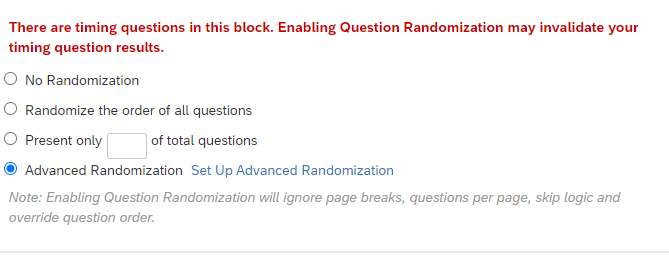 There are timing questions in this block. Enabling Question Randomization may invalidate your
timing question results.
No Randomization
Randomize the order of all questions
Present only of total questions
Advanced Randomization Set Up Advanced Randomization
Note: Enabling Question Randomization will ignore page breaks, questions per page, skip logic and
override question order.